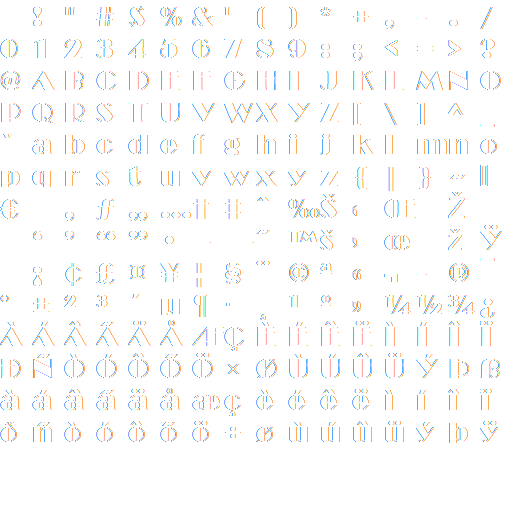 ! " # $ % & " ( ) * + , - . /
0 1 2 3 4 5 6 7 8 9 : ; < = > ?
@ A B C D E F G H I J K L M N O
P Q R S T U V W X Y Z [ \ ] ^ _
` a b c d e f g h i j k l m n o
p q r s t u v w x y z { | } ~
€ , ƒ „ … † ‡ ˆ ‰ Š ‹ Œ Ž
‘ ’ “ ” • – — ˜ ™ š › œ ž Ÿ
¡ ¢ £ ¤ ¥ ¦ § ¨ © ª « ¬ - ® ¯
° ± ² ³ ´ µ ¶ · ¸ ¹ º » ¼ ½ ¾ ¿
À Á Â Ã Ä Å Æ Ç È É Ê Ë Ì Í Î Ï
Ð Ñ Ò Ó Ô Õ Ö × Ø Ù Ú Û Ü Ý Þ ß
à á â ã ä å æ ç è é ê ë ì í î ï
ð ñ ò ó ô õ ö ÷ ø ù ú û ü ý þ ÿ